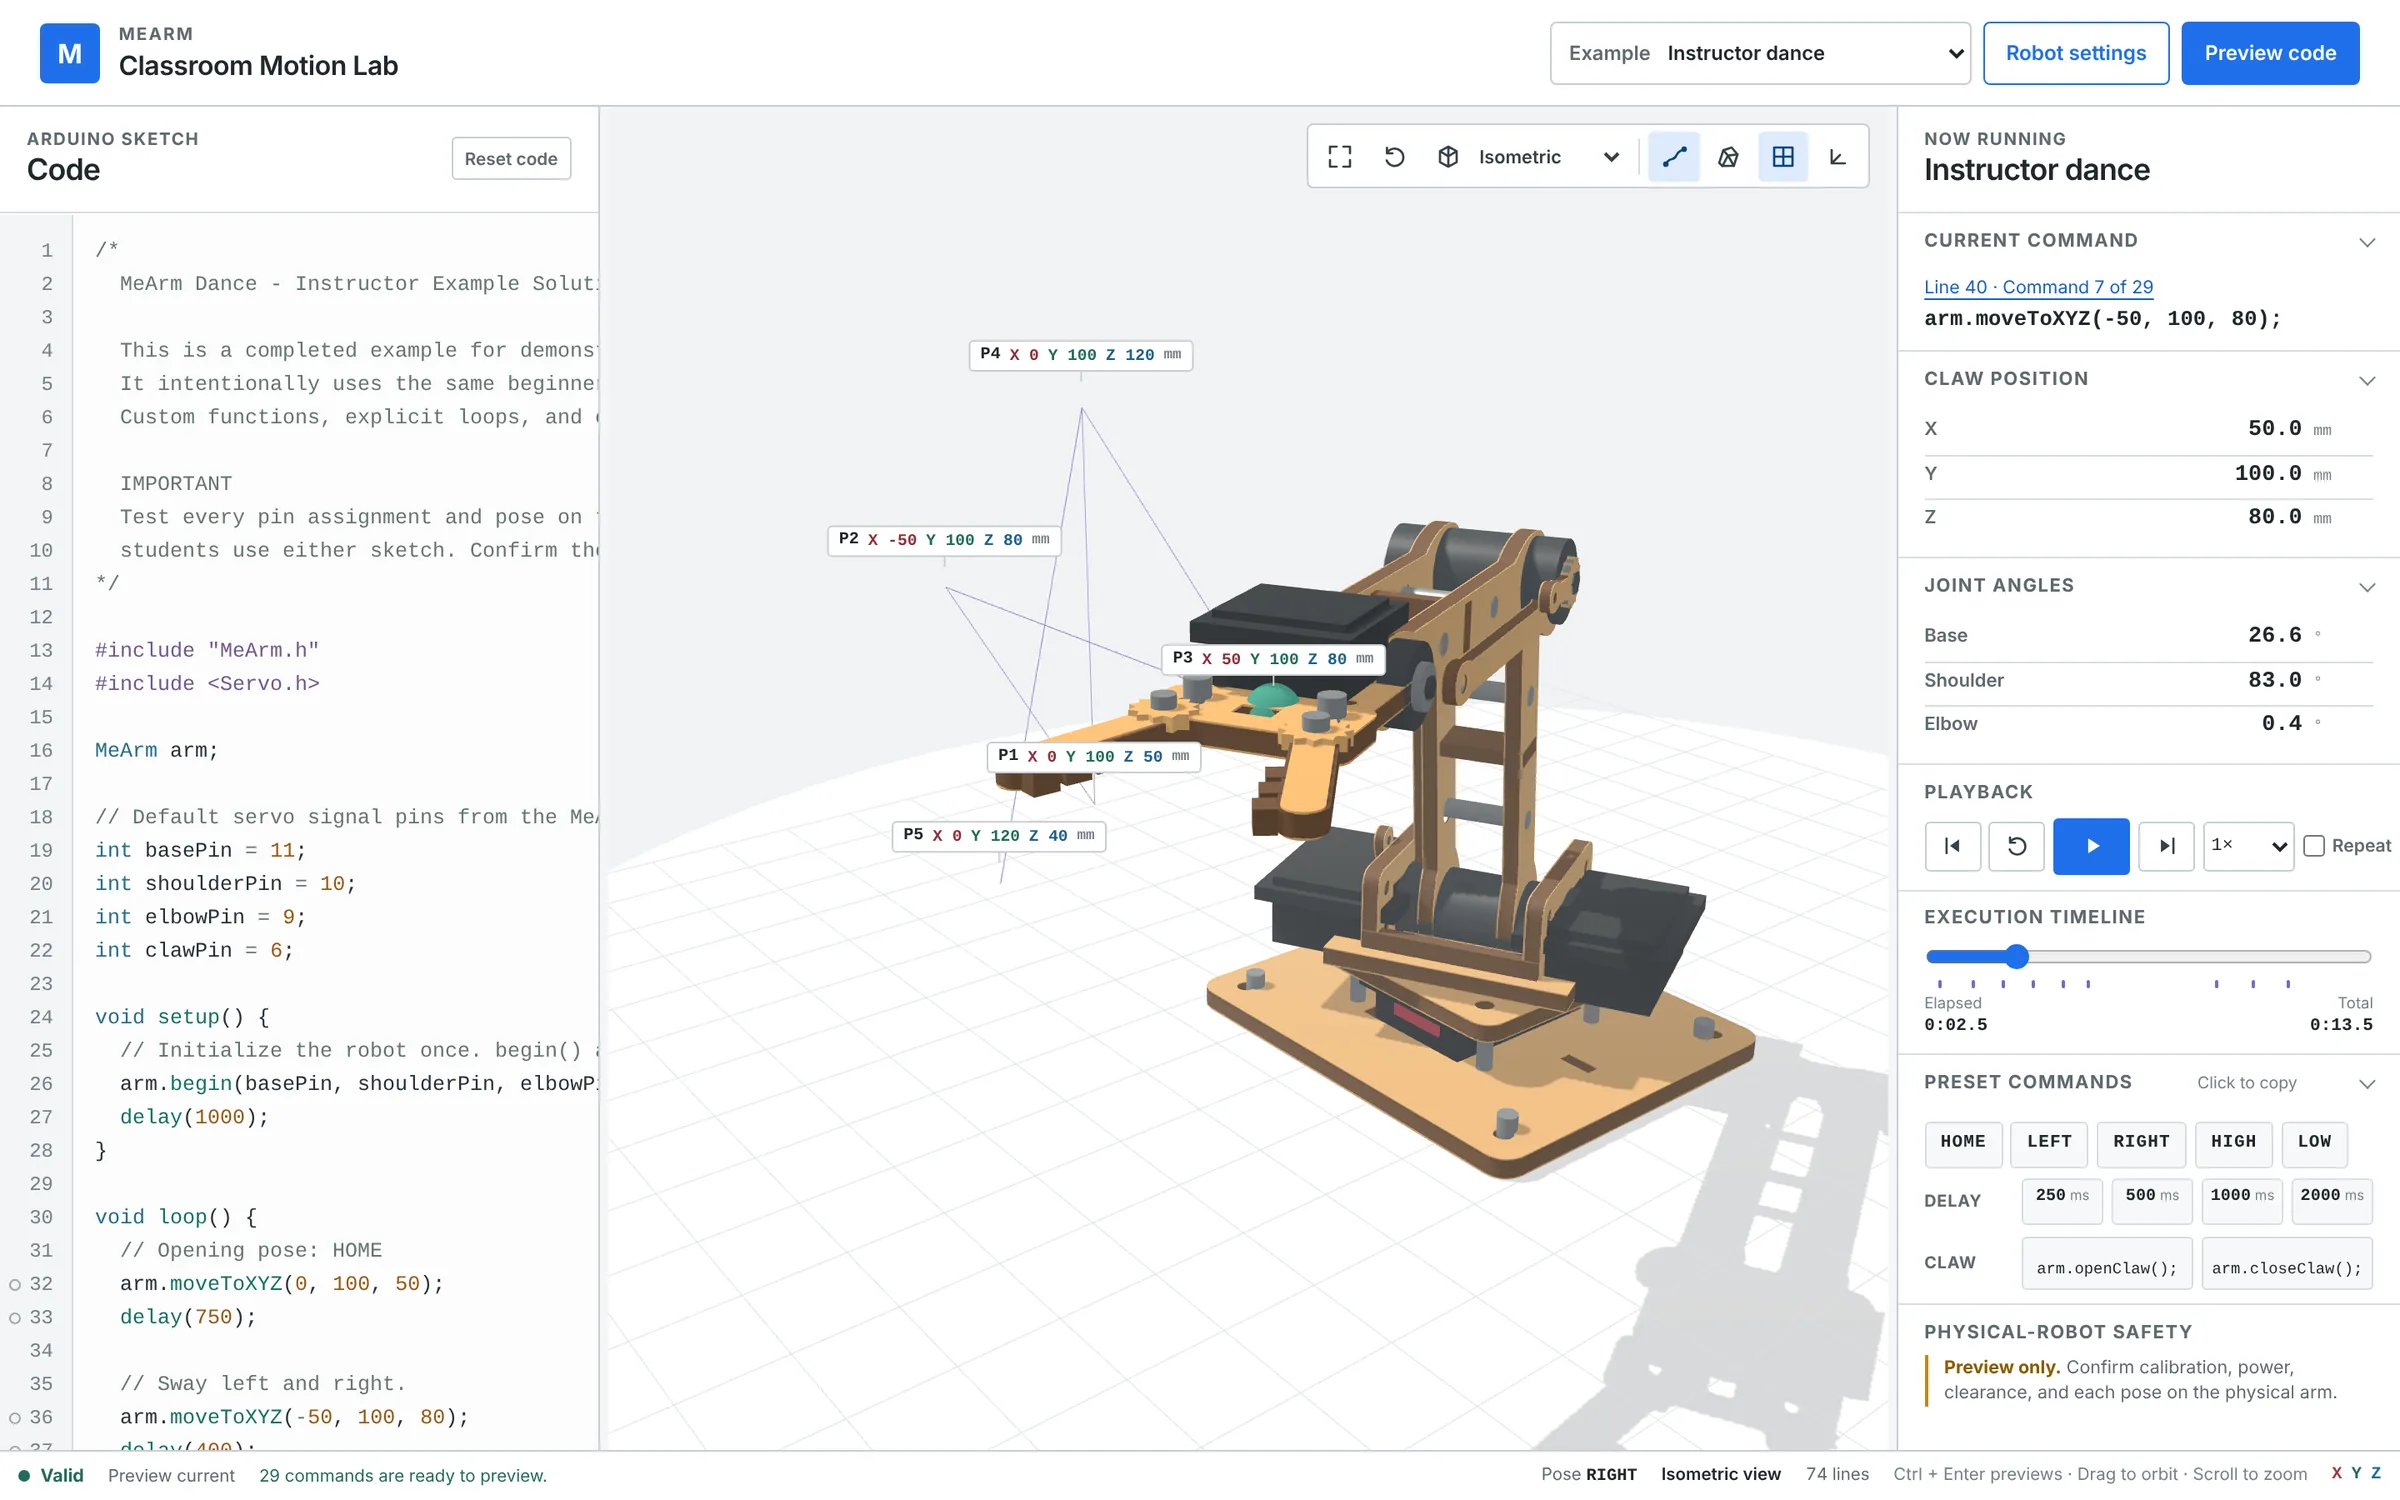 M
MEARM
Classroom Motion Lab
Example Instructor dance
Robot settings
Preview code
ARDUINO SKETCH
Code
Reset code
1 /*
2 MeArm Dance - Instructor Example Soluti
3
4 This is a completed example for demons
5 It intentionally uses the same beginne
6 Custom functions, explicit loops, and
7
8 IMPORTANT
9 Test every pin assignment and pose on
10 students use either sketch. Confirm the
11 */
12
13 #include "MeArm.h"
14 #include <Servo.h>
15
16 MeArm arm;
17
18 // Default servo signal pins from the MeA
19 int basePin = 11;
20 int shoulderPin = 10;
21 int elbowPin = 9;
22 int clawPin = 6;
23
24 void setup() {
25 // Initialize the robot once. begin()
26 arm.begin(basePin, shoulderPin, elbowPi
27 delay(1000);
28 }
29
30 void loop() {
31 // Opening pose: HOME
32 arm.moveToXYZ(0, 100, 50);
33 delay(750);
34
35 // Sway left and right.
36 arm.moveToXYZ(-50, 100, 80);
37 delay(400);
Isometric
P4 X 0 Y 100 Z 120 mm
P2 X -50 Y 100 Z 80 mm
P3 X 50 Y 100 Z 80 mm
P1 X 0 Y 100 Z 50 mm
P5 X 0 Y 120 Z 40 mm
NOW RUNNING
Instructor dance
CURRENT COMMAND
Line 40 · Command 7 of 29
arm.moveToXYZ(-50, 100, 80);
CLAW POSITION
X 50.0 mm
Y 100.0 mm
Z 80.0 mm
JOINT ANGLES
Base 26.6 °
Shoulder 83.0 °
Elbow 0.4 °
PLAYBACK
1× Repeat
EXECUTION TIMELINE
Elapsed Total
0:02.5 0:13.5
PRESET COMMANDS Click to copy
HOME LEFT RIGHT HIGH LOW
DELAY 250 ms 500 ms 1000 ms 2000 ms
CLAW arm.openClaw(); arm.closeClaw();
PHYSICAL-ROBOT SAFETY
Preview only. Confirm calibration, power,
clearance, and each pose on the physical arm.
Valid Preview current 29 commands are ready to preview.
Pose RIGHT Isometric view 74 lines Ctrl + Enter previews · Drag to orbit · Scroll to zoom X Y Z